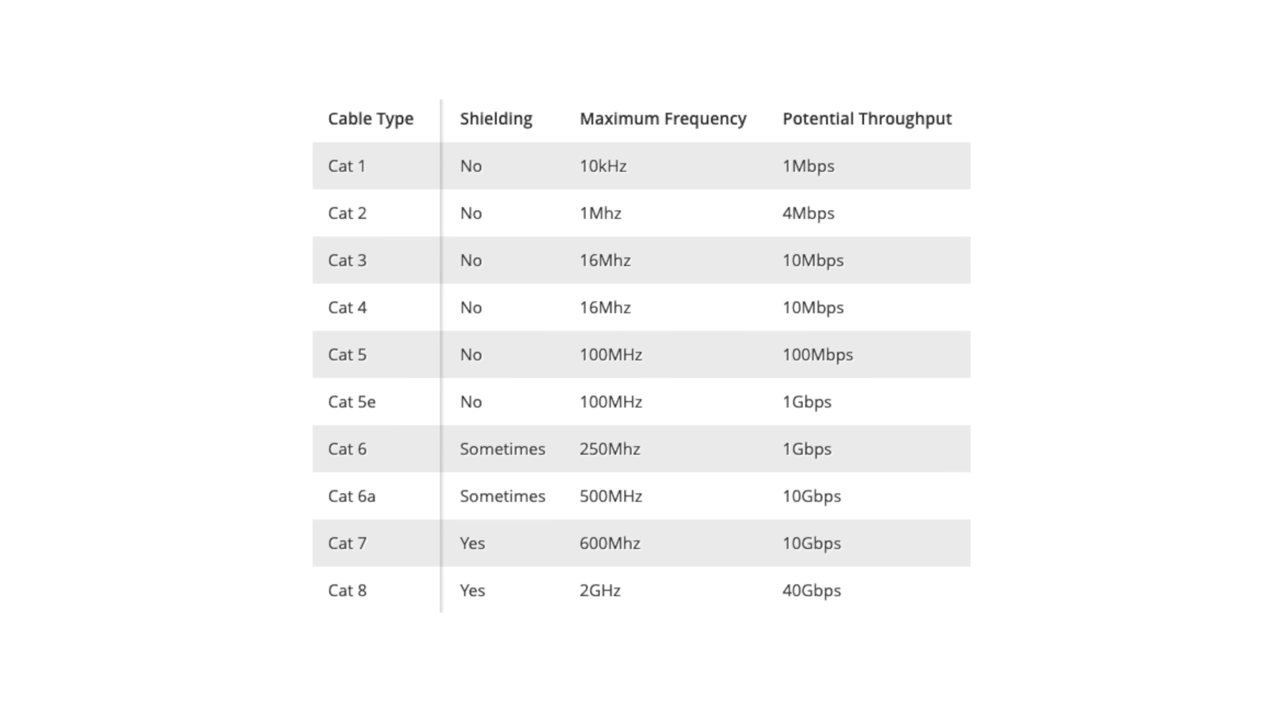 Cable Type Shielding Maximum Frequency Potential Throughput
Cat 1 No 10kHz 1Mbps
Cat 2 No 1Mhz 4Mbps
Cat 3 No 16Mhz 10Mbps
Cat 4 No 16Mhz 10Mbps
Cat 5 No 100MHz 100Mbps
Cat 5e No 100MHz 1Gbps
Cat 6 Sometimes 250Mhz 1Gbps
Cat 6a Sometimes 500MHz 10Gbps
Cat 7 Yes 600Mhz 10Gbps
Cat 8 Yes 2GHz 40Gbps